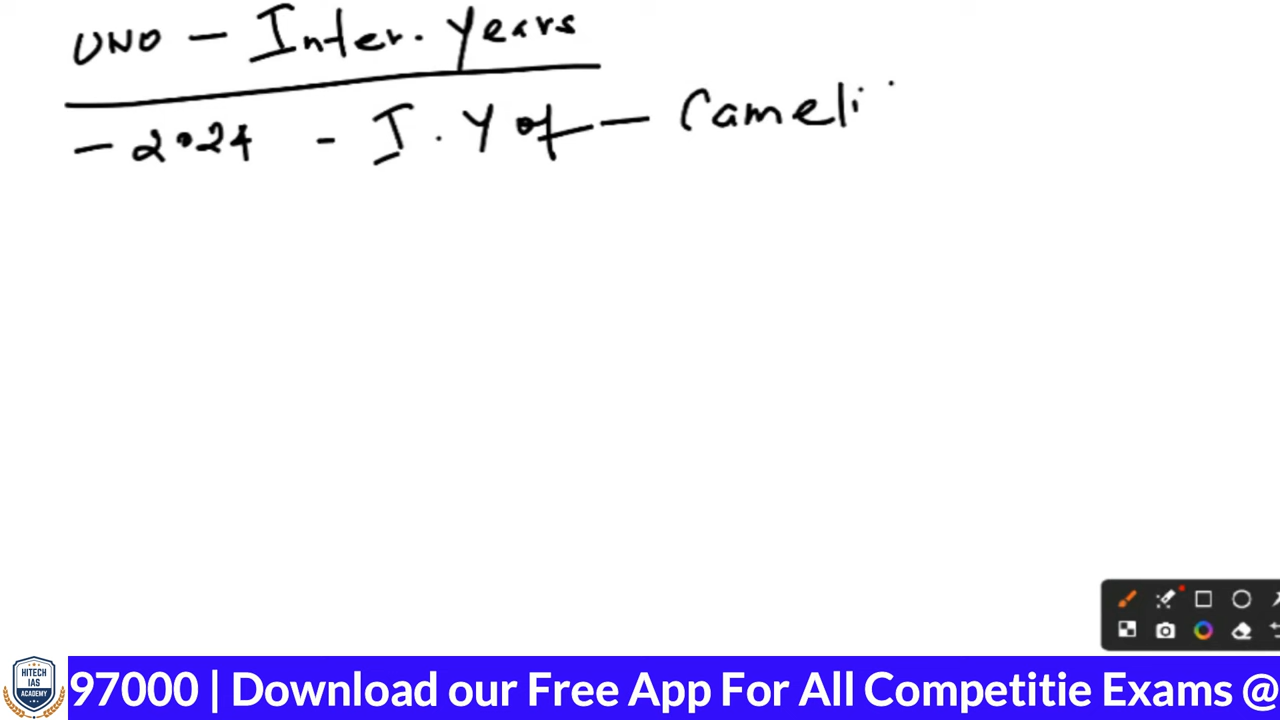 UNO - Inter. Years
- 2024 - I. Y of - Cameli
HITECH
IAS
ACADEMY
97000 | Download our Free App For All Competitie Exams @